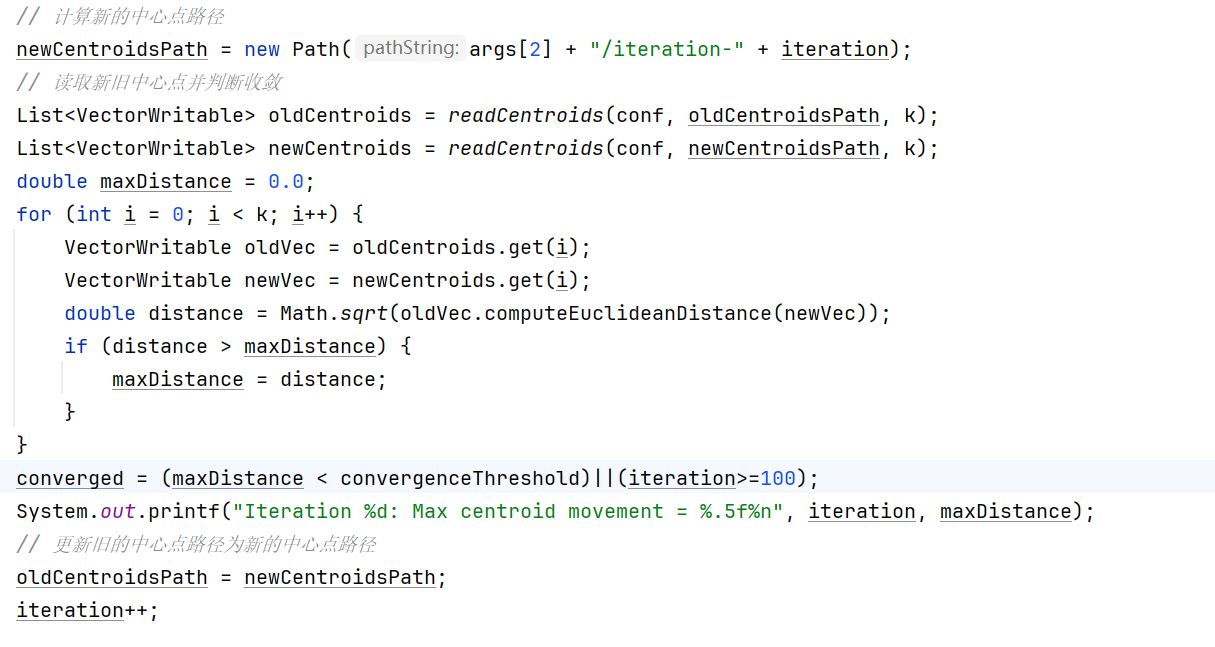 // 计算新的中心点路径
newCentroidsPath = new Path( pathString: args[2] + "/iteration-" + iteration);
// 读取新旧中心点并判断收敛
List<VectorWritable> oldCentroids = readCentroids(conf, oldCentroidsPath, k);
List<VectorWritable> newCentroids = readCentroids(conf, newCentroidsPath, k);
double maxDistance = 0.0;
for (int i = 0; i < k; i++) {
    VectorWritable oldVec = oldCentroids.get(i);
    VectorWritable newVec = newCentroids.get(i);
    double distance = Math.sqrt(oldVec.computeEuclideanDistance(newVec));
    if (distance > maxDistance) {
        maxDistance = distance;
    }
}
converged = (maxDistance < convergenceThreshold)||(iteration>=100);
System.out.printf("Iteration %d: Max centroid movement = %.5f%n", iteration, maxDistance);
// 更新旧的中心点路径为新的中心点路径
oldCentroidsPath = newCentroidsPath;
iteration++;